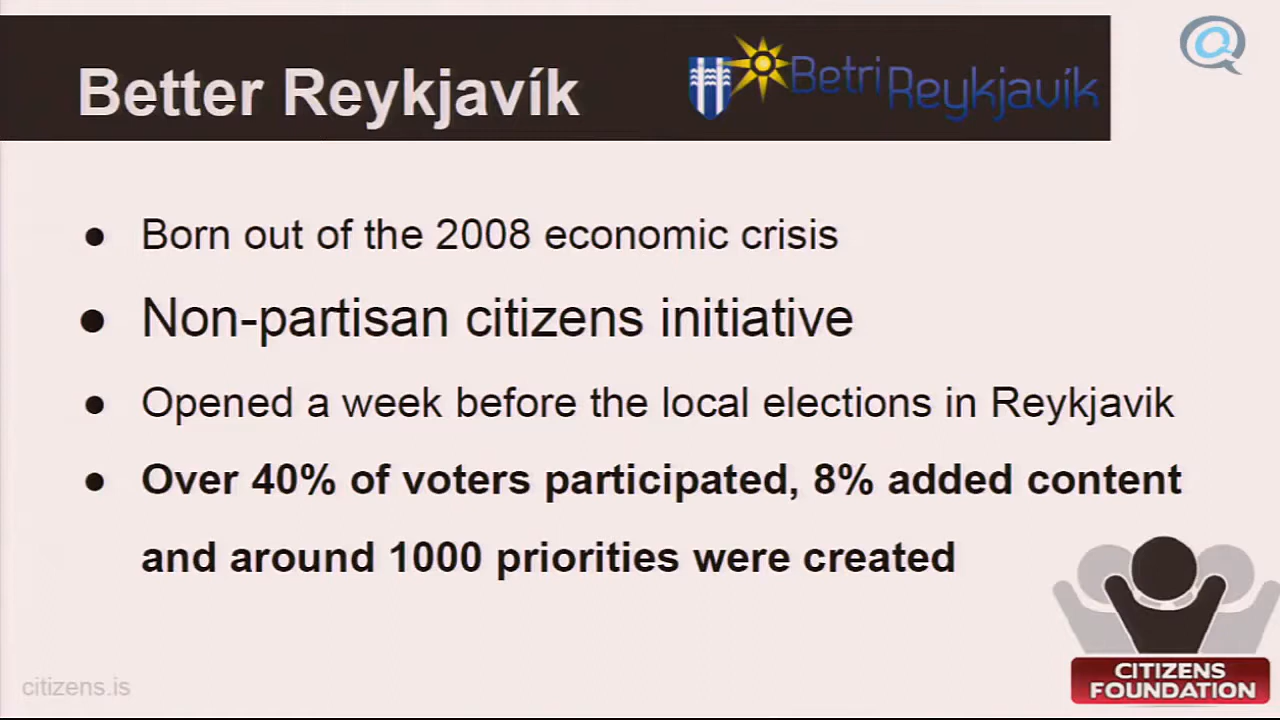 Better Reykjavík
Betri Reykjavík
● Born out of the 2008 economic crisis
● Non-partisan citizens initiative
● Opened a week before the local elections in Reykjavik
● Over 40% of voters participated, 8% added content
and around 1000 priorities were created
CITIZENS
FOUNDATION
citizens.is